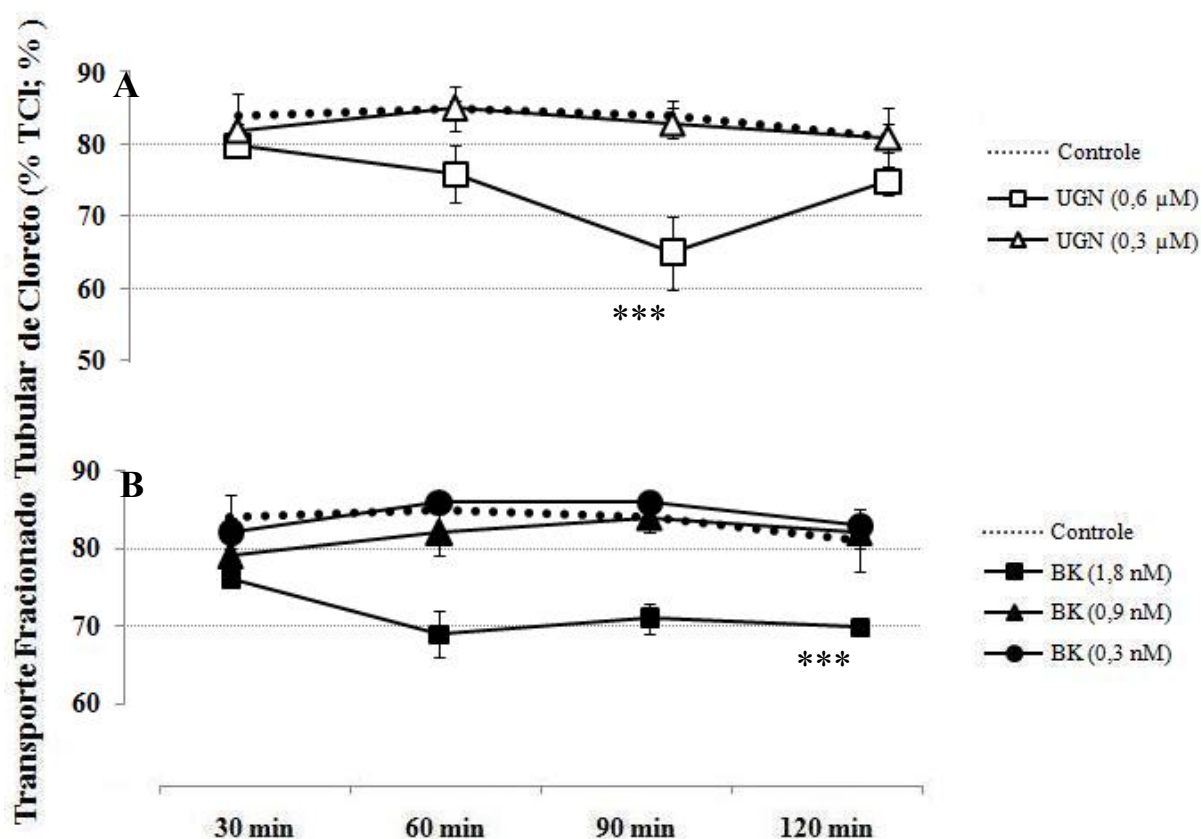 Transporte Fracionado Tubular de Cloreto (% TCl; %)
A
90
80
70
60
50
***
Controle
UGN (0,6 µM)
UGN (0,3 µM)
B
90
80
70
60
***
Controle
BK (1,8 nM)
BK (0,9 nM)
BK (0,3 nM)
30 min 60 min 90 min 120 min